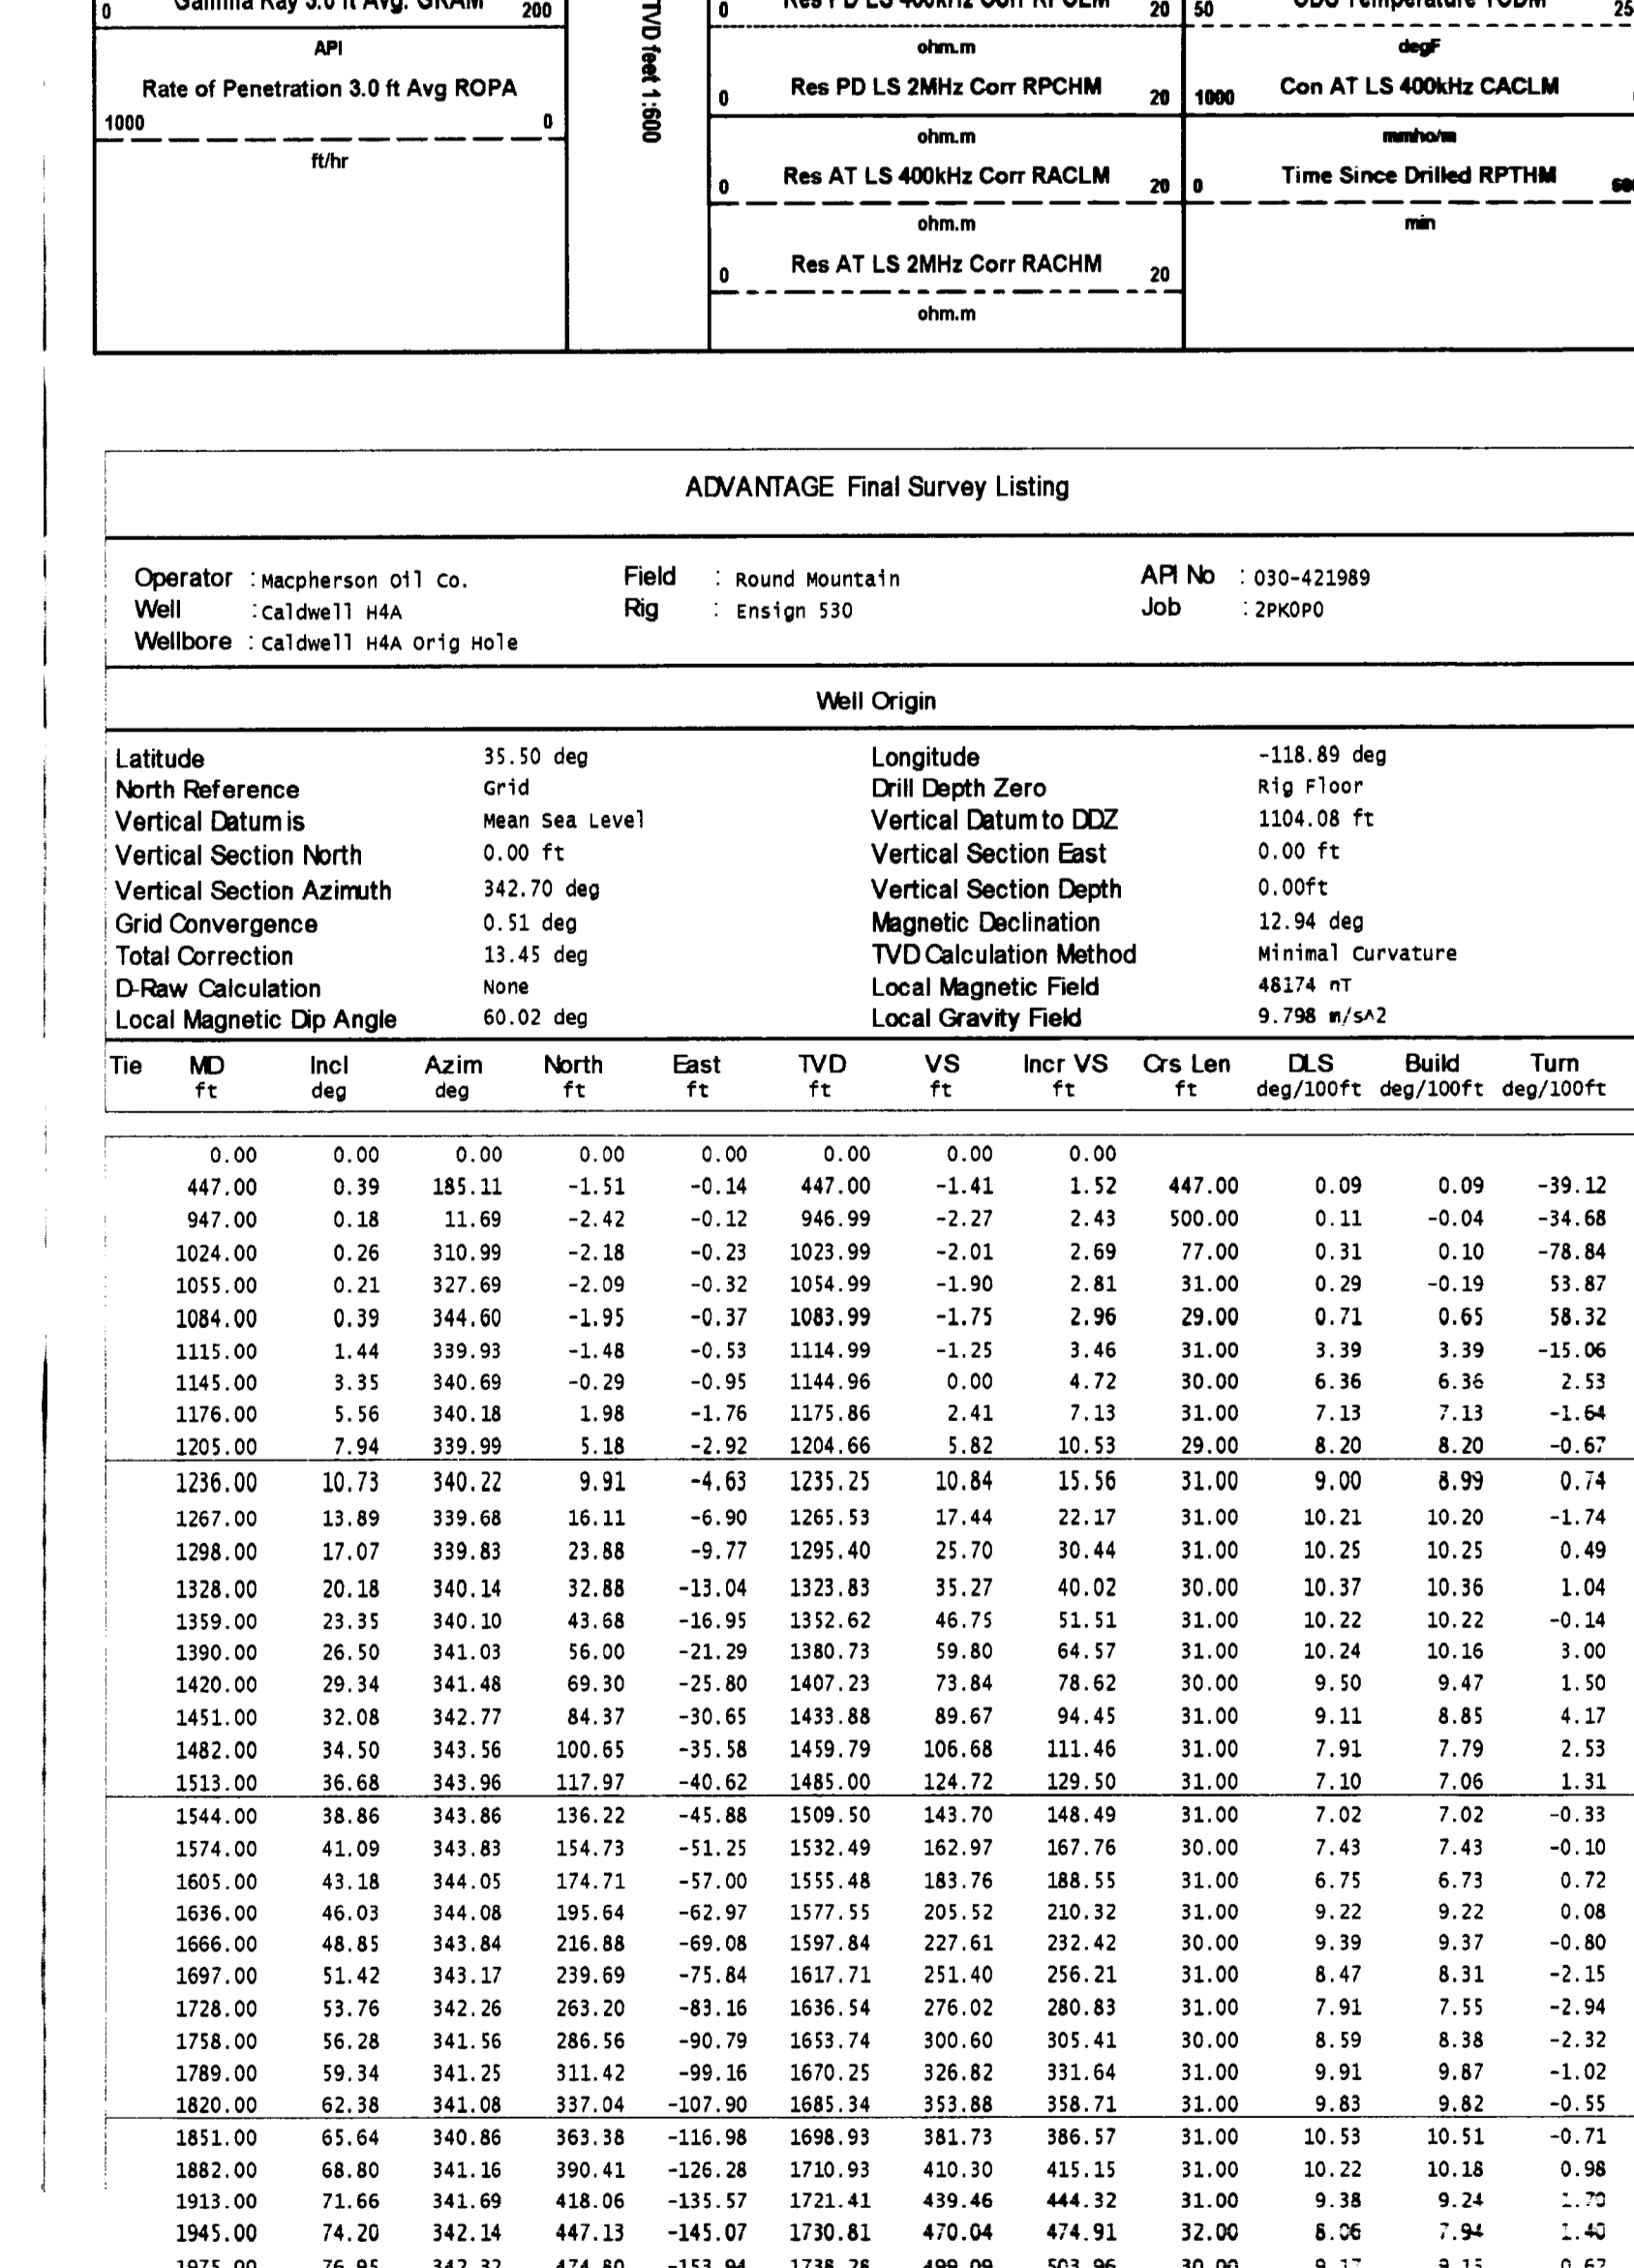 0 Gamma Ray 3.0 ft Avg. GRAM 200
API
Rate of Penetration 3.0 ft Avg ROPA
1000 0
ft/hr
TVD feet 1:600
0 20
ohm.m
Res PD LS 2MHz Corr RPCHM
0 20
ohm.m
Res AT LS 400kHz Corr RACLM
0 20
ohm.m
Res AT LS 2MHz Corr RACHM
0 20
ohm.m
50
degF
Con AT LS 400kHz CACLM
1000
mmho/m
Time Since Drilled RPTHM
0
min
ADVANTAGE Final Survey Listing
Operator : Macpherson Oil Co. Field : Round Mountain API No : 030-421989
Well : Caldwell H4A Rig : Ensign 530 Job : 2PK0P0
Wellbore : Caldwell H4A Orig Hole
Well Origin
Latitude 35.50 deg Longitude -118.89 deg
North Reference Grid Drill Depth Zero Rig Floor
Vertical Datum is Mean Sea Level Vertical Datum to DDZ 1104.08 ft
Vertical Section North 0.00 ft Vertical Section East 0.00 ft
Vertical Section Azimuth 342.70 deg Vertical Section Depth 0.00ft
Grid Convergence 0.51 deg Magnetic Declination 12.94 deg
Total Correction 13.45 deg TVD Calculation Method Minimal Curvature
D-Raw Calculation None Local Magnetic Field 48174 nT
Local Magnetic Dip Angle 60.02 deg Local Gravity Field 9.798 m/s^2
Tie MD Incl Azim North East TVD VS Incr VS Crs Len DLS Build Turn
ft deg deg ft ft ft ft ft ft deg/100ft deg/100ft deg/100ft
0.00 0.00 0.00 0.00 0.00 0.00 0.00 0.00
447.00 0.39 185.11 -1.51 -0.14 447.00 -1.41 1.52 447.00 0.09 0.09 -39.12
947.00 0.18 11.69 -2.42 -0.12 946.99 -2.27 2.43 500.00 0.11 -0.04 -34.68
1024.00 0.26 310.99 -2.18 -0.23 1023.99 -2.01 2.69 77.00 0.31 0.10 -78.84
1055.00 0.21 327.69 -2.09 -0.32 1054.99 -1.90 2.81 31.00 0.29 -0.19 53.87
1084.00 0.39 344.60 -1.95 -0.37 1083.99 -1.75 2.96 29.00 0.71 0.65 58.32
1115.00 1.44 339.93 -1.48 -0.53 1114.99 -1.25 3.46 31.00 3.39 3.39 -15.06
1145.00 3.35 340.69 -0.29 -0.95 1144.96 0.00 4.72 30.00 6.36 6.36 2.53
1176.00 5.56 340.18 1.98 -1.76 1175.86 2.41 7.13 31.00 7.13 7.13 -1.64
1205.00 7.94 339.99 5.18 -2.92 1204.66 5.82 10.53 29.00 8.20 8.20 -0.67
1236.00 10.73 340.22 9.91 -4.63 1235.25 10.84 15.56 31.00 9.00 8.99 0.74
1267.00 13.89 339.68 16.11 -6.90 1265.53 17.44 22.17 31.00 10.21 10.20 -1.74
1298.00 17.07 339.83 23.88 -9.77 1295.40 25.70 30.44 31.00 10.25 10.25 0.49
1328.00 20.18 340.14 32.88 -13.04 1323.83 35.27 40.02 30.00 10.37 10.36 1.04
1359.00 23.35 340.10 43.68 -16.95 1352.62 46.75 51.51 31.00 10.22 10.22 -0.14
1390.00 26.50 341.03 56.00 -21.29 1380.73 59.80 64.57 31.00 10.24 10.16 3.00
1420.00 29.34 341.48 69.30 -25.80 1407.23 73.84 78.62 30.00 9.50 9.47 1.50
1451.00 32.08 342.77 84.37 -30.65 1433.88 89.67 94.45 31.00 9.11 8.85 4.17
1482.00 34.50 343.56 100.65 -35.58 1459.79 106.68 111.46 31.00 7.91 7.79 2.53
1513.00 36.68 343.96 117.97 -40.62 1485.00 124.72 129.50 31.00 7.10 7.06 1.31
1544.00 38.86 343.86 136.22 -45.88 1509.50 143.70 148.49 31.00 7.02 7.02 -0.33
1574.00 41.09 343.83 154.73 -51.25 1532.49 162.97 167.76 30.00 7.43 7.43 -0.10
1605.00 43.18 344.05 174.71 -57.00 1555.48 183.76 188.55 31.00 6.75 6.73 0.72
1636.00 46.03 344.08 195.64 -62.97 1577.55 205.52 210.32 31.00 9.22 9.22 0.08
1666.00 48.85 343.84 216.88 -69.08 1597.84 227.61 232.42 30.00 9.39 9.37 -0.80
1697.00 51.42 343.17 239.69 -75.84 1617.71 251.40 256.21 31.00 8.47 8.31 -2.15
1728.00 53.76 342.26 263.20 -83.16 1636.54 276.02 280.83 31.00 7.91 7.55 -2.94
1758.00 56.28 341.56 286.56 -90.79 1653.74 300.60 305.41 30.00 8.59 8.38 -2.32
1789.00 59.34 341.25 311.42 -99.16 1670.25 326.82 331.64 31.00 9.91 9.87 -1.02
1820.00 62.38 341.08 337.04 -107.90 1685.34 353.88 358.71 31.00 9.83 9.82 -0.55
1851.00 65.64 340.86 363.38 -116.98 1698.93 381.73 386.57 31.00 10.53 10.51 -0.71
1882.00 68.80 341.16 390.41 -126.28 1710.93 410.30 415.15 31.00 10.22 10.18 0.98
1913.00 71.66 341.69 418.06 -135.57 1721.41 439.46 444.32 31.00 9.38 9.24 1.70
1945.00 74.20 342.14 447.13 -145.07 1730.81 470.04 474.91 32.00 8.06 7.94 1.40
1975.00 76.95 342.32 474.80 -153.94 1738.28 499.09 503.96 30.00